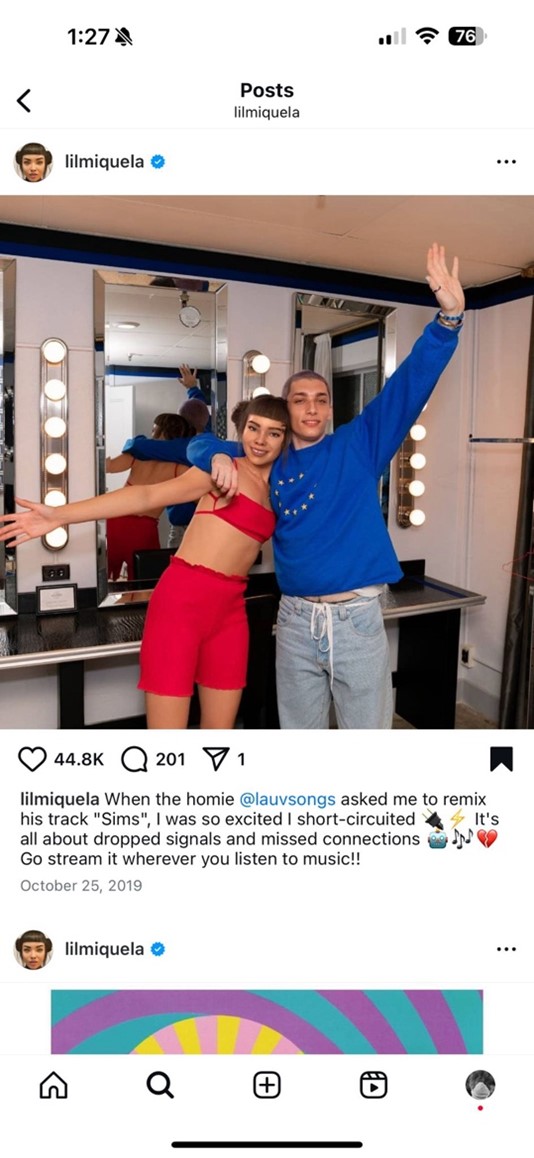 1:27
76
Posts
lilmiquela
lilmiquela
44.8K 201 1
lilmiquela When the homie @lauvsongs asked me to remix
his track "Sims", I was so excited I short-circuited 🔌⚡ It's
all about dropped signals and missed connections 🤖🎶💔
Go stream it wherever you listen to music!!
October 25, 2019
lilmiquela